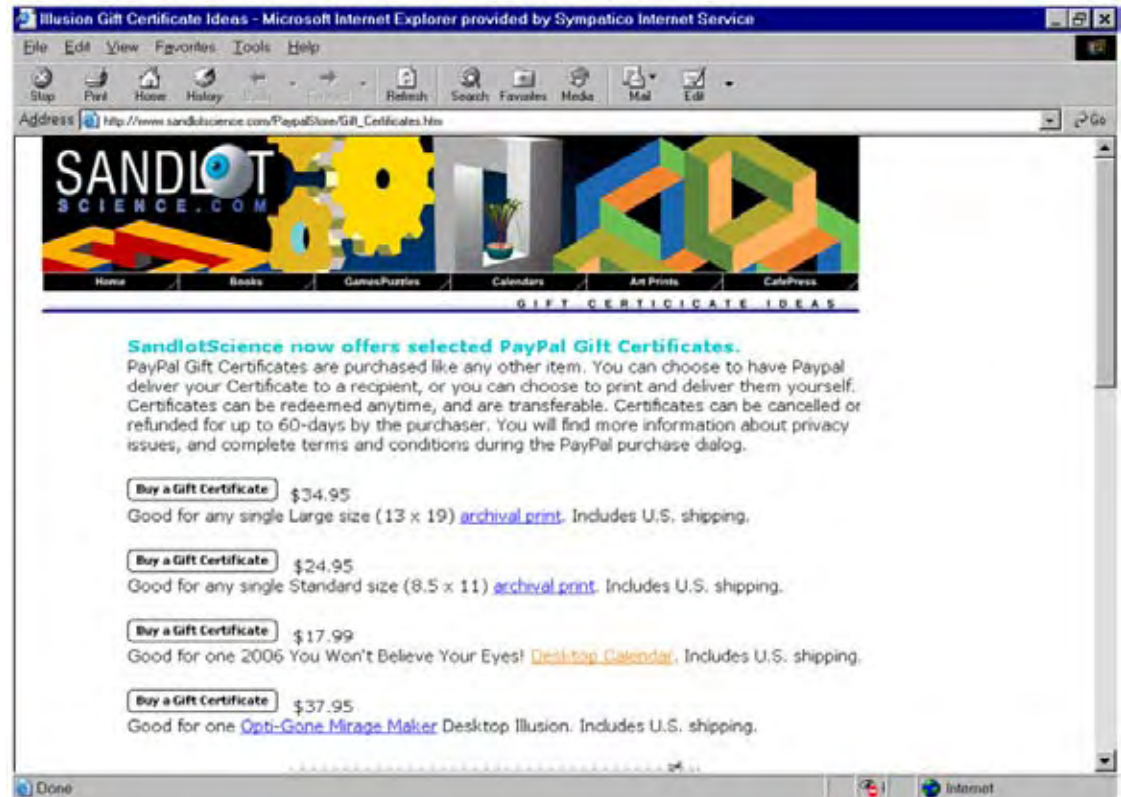 Illusion Gift Certificate Ideas - Microsoft Internet Explorer provided by Sympatico Internet Service
File Edit View Favorites Tools Help
Stop Print Home History Refresh Search Favorites Media Mail Edit
Address http://www.sandlotscience.com/PaypalStore/Gift_Certificates.htm Go
SANDLOT
SCIENCE.COM
Home Books Games/Puzzles Calendars Art Prints CafePress
GIFT CERTICICATE IDEAS
SandlotScience now offers selected PayPal Gift Certificates.
PayPal Gift Certificates are purchased like any other item. You can choose to have Paypal
deliver your Certificate to a recipient, or you can choose to print and deliver them yourself.
Certificates can be redeemed anytime, and are transferable. Certificates can be cancelled or
refunded for up to 60-days by the purchaser. You will find more information about privacy
issues, and complete terms and conditions during the PayPal purchase dialog.
Buy a Gift Certificate $34.95
Good for any single Large size (13 x 19) archival print. Includes U.S. shipping.
Buy a Gift Certificate $24.95
Good for any single Standard size (8.5 x 11) archival print. Includes U.S. shipping.
Buy a Gift Certificate $17.99
Good for one 2006 You Won't Believe Your Eyes! Desktop Calendar. Includes U.S. shipping.
Buy a Gift Certificate $37.95
Good for one Opti-Gone Mirage Maker Desktop Illusion. Includes U.S. shipping.
Done Internet